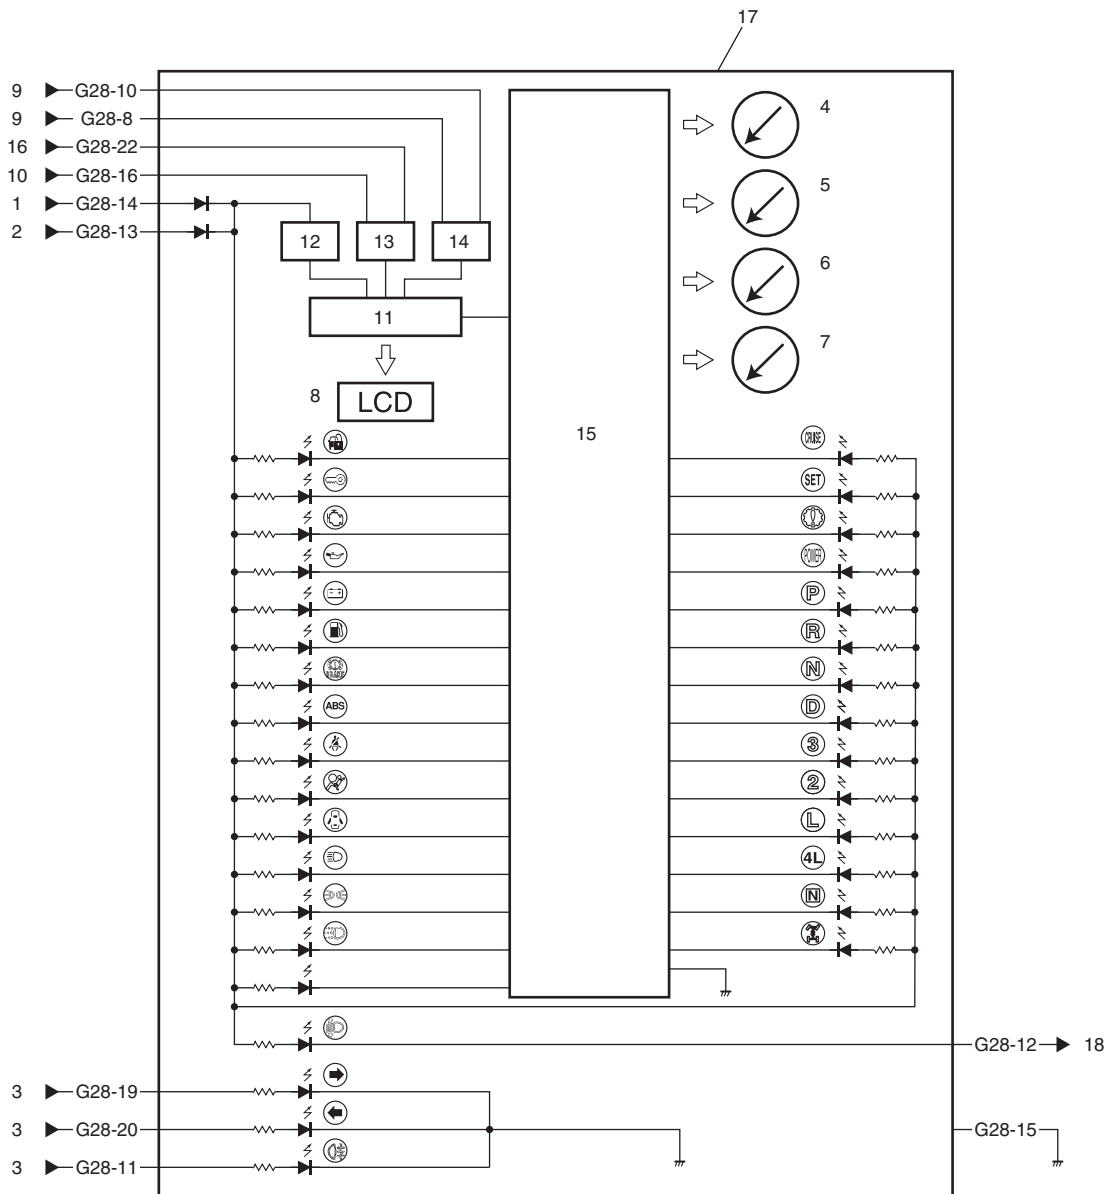 17
9 G28-10
9 G28-8
16 G28-22
10 G28-16
1 G28-14
2 G28-13
4
5
6
7
12 13 14
11
8 LCD
15
CRUISE
SET
POWER
P
R
N
ABS D
3
2
L
4L
N
G28-12 18
3 G28-19
3 G28-20 G28-15
3 G28-11